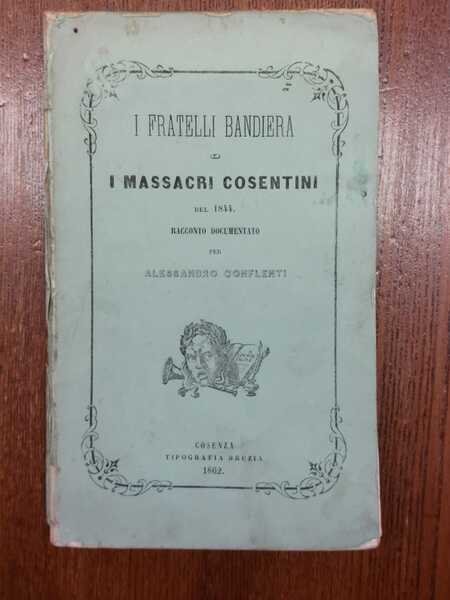 I FRATELLI BANDIERA
O
I MASSACRI COSENTINI
DEL 1844.
RACCONTO DOCUMENTATO
PER
ALESSANDRO CONFLENTI
COSENZA
TIPOGRAFIA BRUZIA
1862.